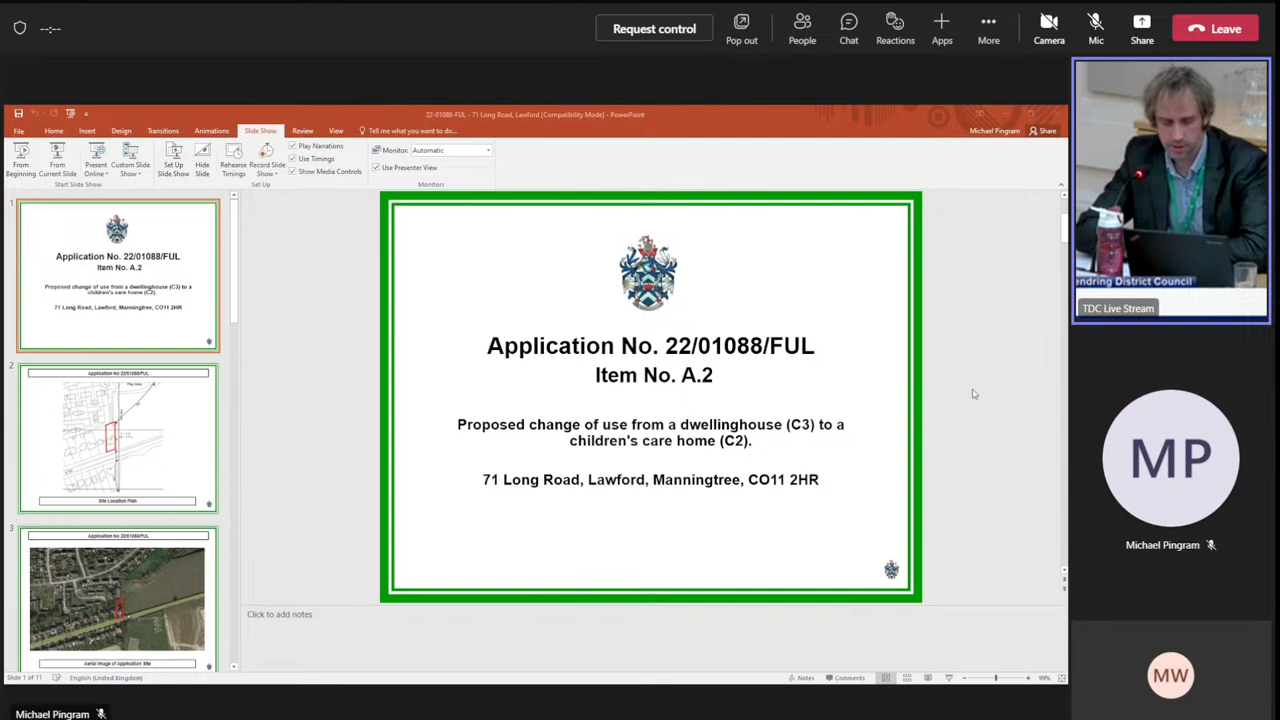 --:--
Request control
Pop out
People
Chat
Reactions
Apps
More
Camera
Mic
Share
Leave
22-01088-FUL - 71 Long Road, Lawford [Compatibility Mode] - PowerPoint
File
Home
Insert
Design
Transitions
Animations
Slide Show
Review
View
Tell me what you want to do...
Michael Pingram
Share
From Beginning
From Current Slide
Present Online
Custom Slide Show
Set Up Slide Show
Hide Slide
Rehearse Timings
Record Slide Show
Play Narrations
Use Timings
Show Media Controls
Monitor:
Automatic
Use Presenter View
Start Slide Show
Set Up
Monitors
1
Application No. 22/01088/FUL
Item No. A.2
Proposed change of use from a dwellinghouse (C3) to a
children's care home (C2).
71 Long Road, Lawford, Manningtree, CO11 2HR
2
Application No 22/01088/FUL
Site Location Plan
3
Application No 22/01088/FUL
Aerial Image of Application Site
Application No. 22/01088/FUL
Item No. A.2
Proposed change of use from a dwellinghouse (C3) to a
children's care home (C2).
71 Long Road, Lawford, Manningtree, CO11 2HR
Click to add notes
Slide 1 of 11
English (United Kingdom)
Notes
Comments
99%
endring District Council
TDC Live Stream
MP
Michael Pingram
MW
Michael Pingram